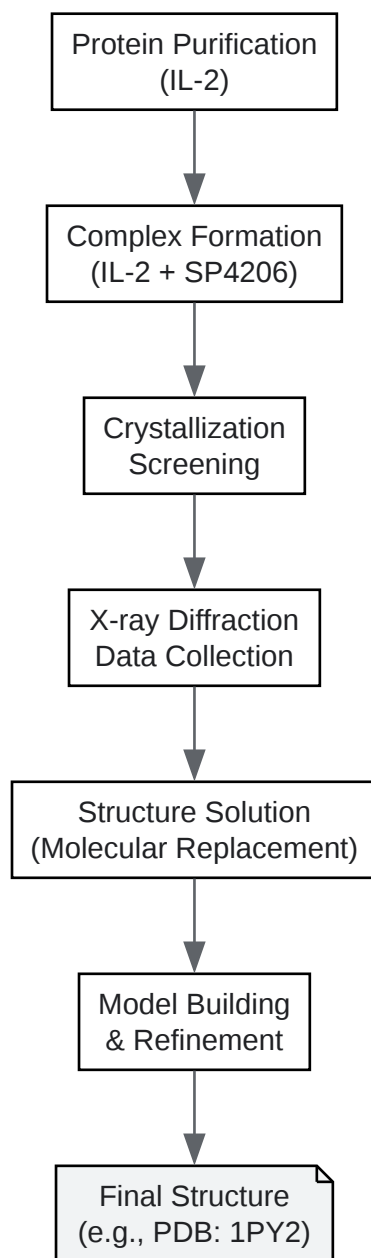 Protein Purification
(IL-2)
Complex Formation
(IL-2 + SP4206)
Crystallization
Screening
X-ray Diffraction
Data Collection
Structure Solution
(Molecular Replacement)
Model Building
& Refinement
Final Structure
(e.g., PDB: 1PY2)